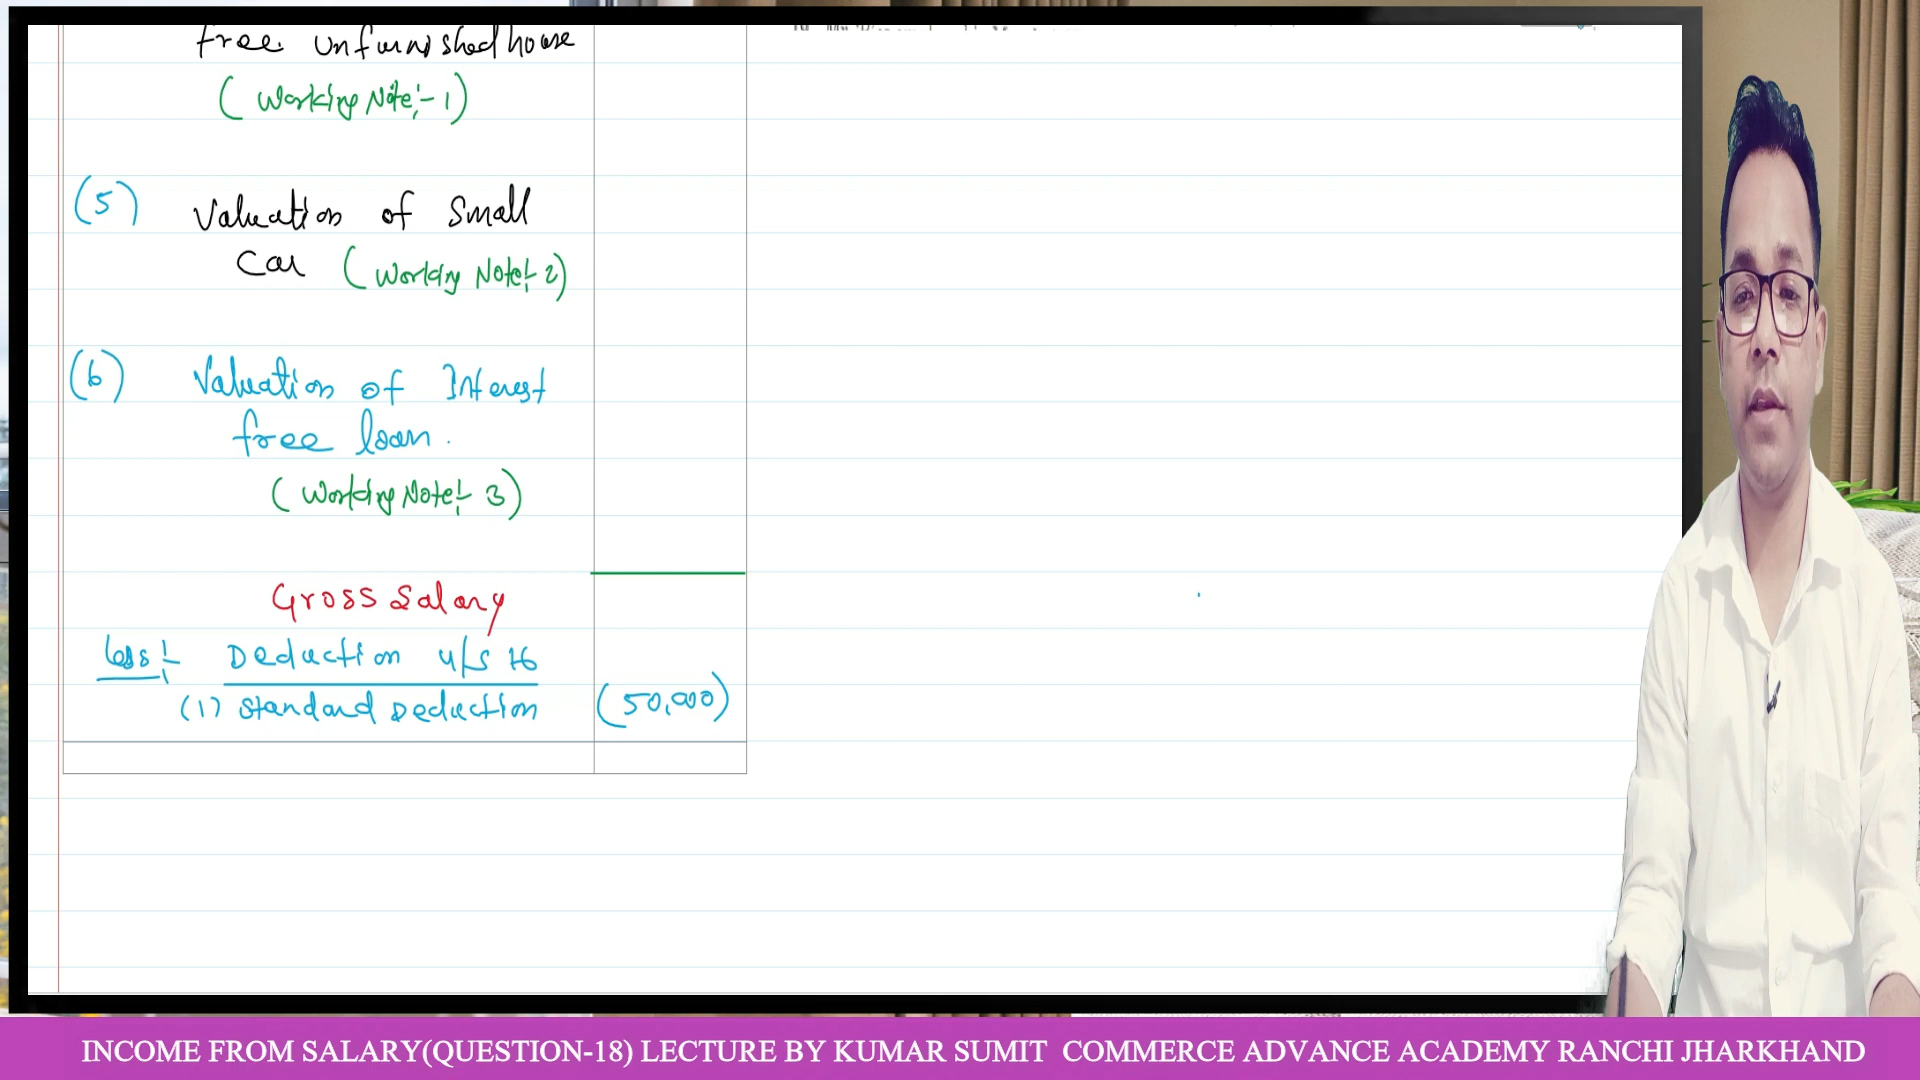 free unfurnished house
(Working Note:-1)
(5) Valuation of Small
Car (Working Note:- 2)
(6) Valuation of Interest
free loan.
(Working Note:- 3)
Gross Salary
Less:- Deduction u/s 16
(1) Standard Deduction (50,000)
INCOME FROM SALARY(QUESTION-18) LECTURE BY KUMAR SUMIT COMMERCE ADVANCE ACADEMY RANCHI JHARKHAND